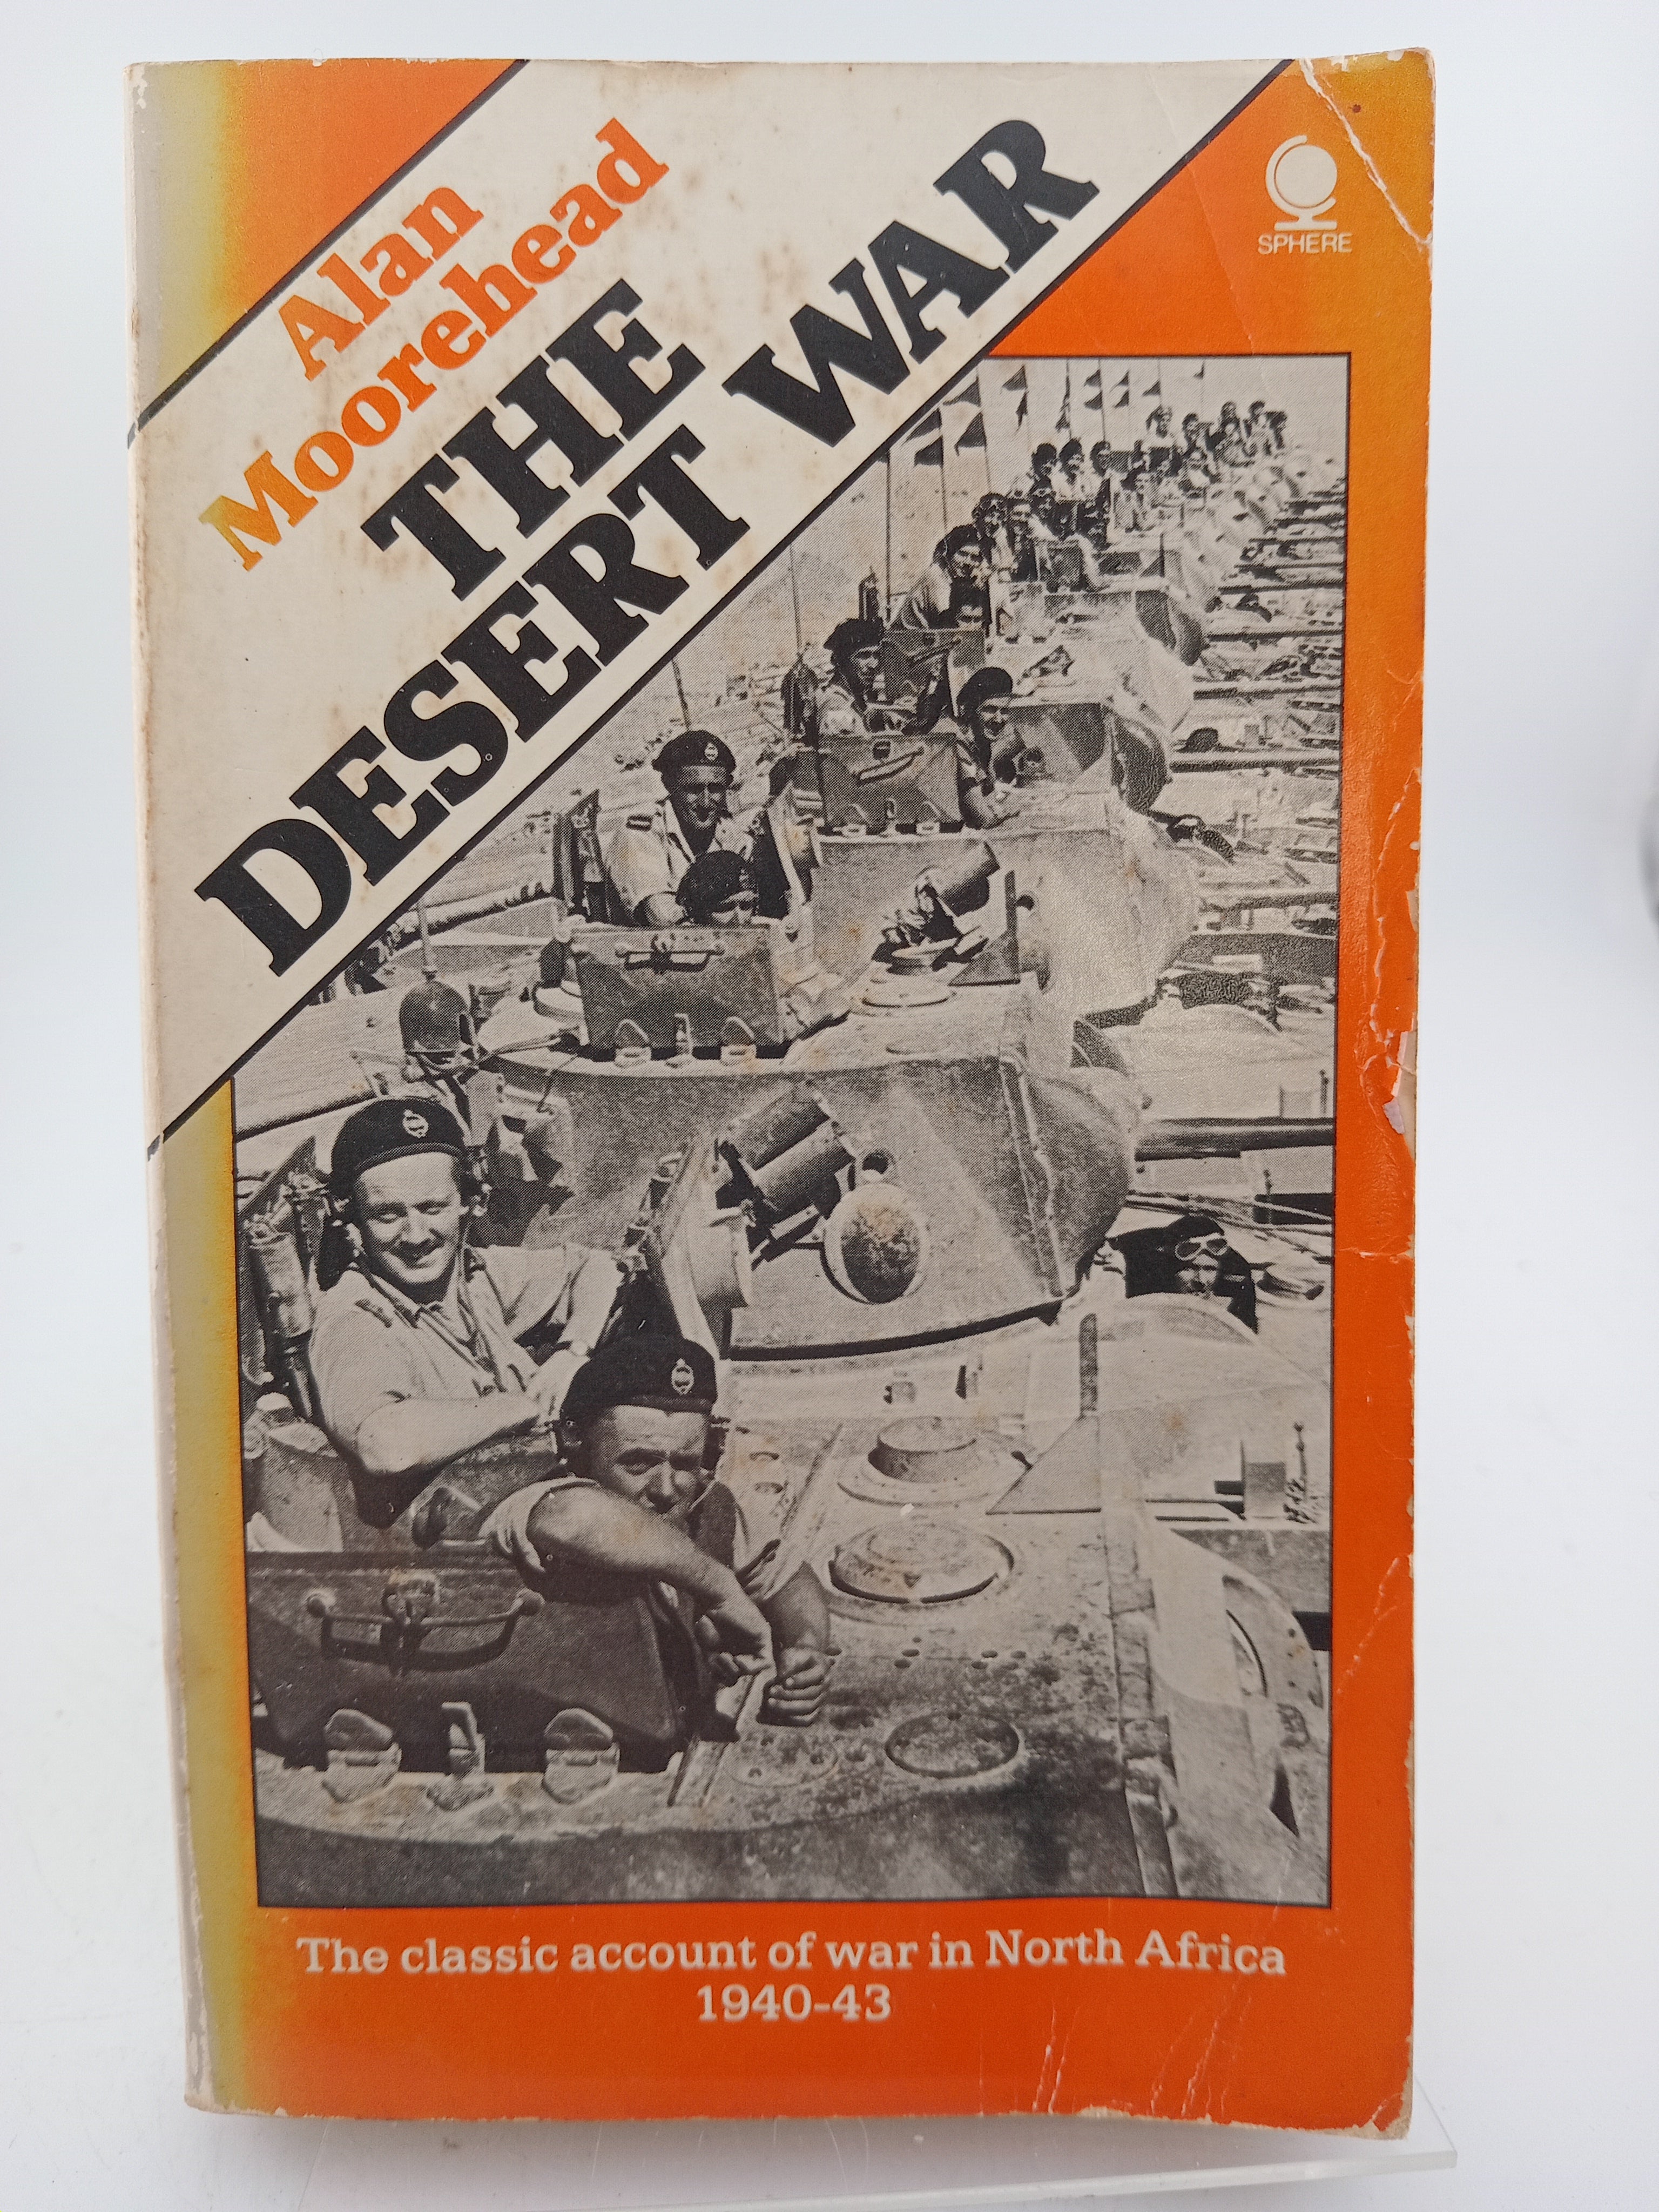 Alan
Moorehead
THE
DESERT WAR
SPHERE
The classic account of war in North Africa
1940-43